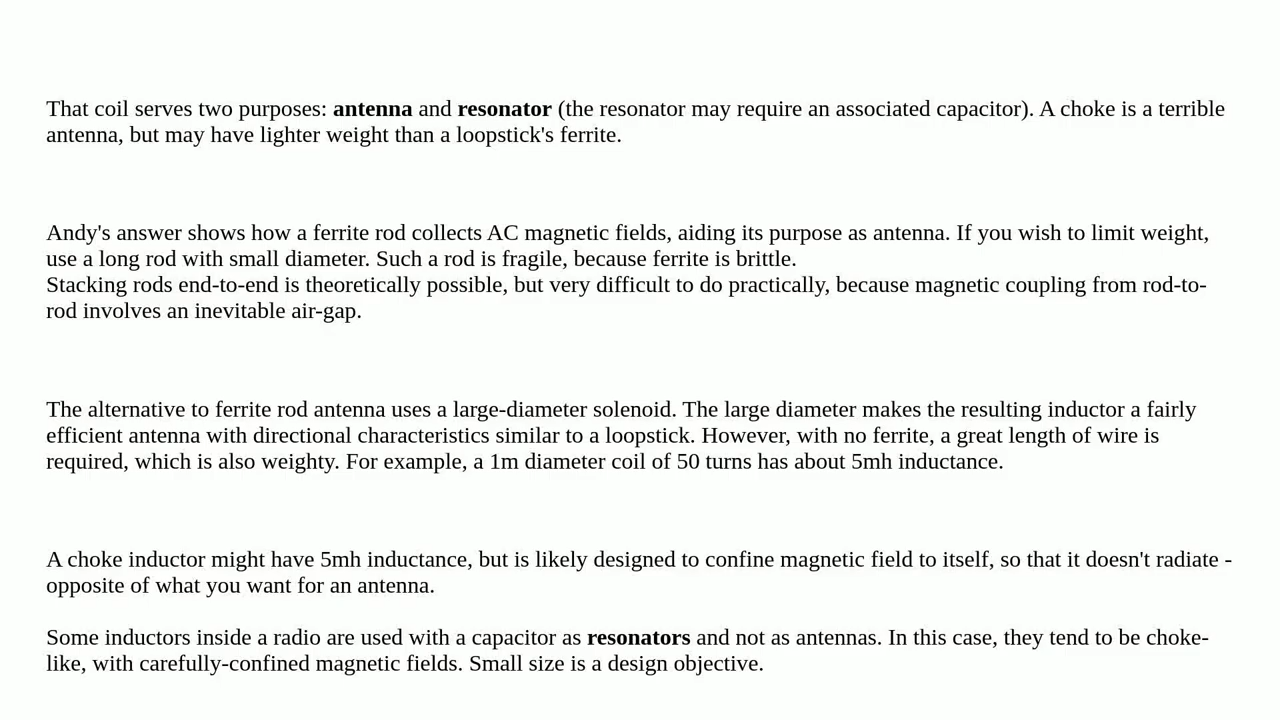 That coil serves two purposes: antenna and resonator (the resonator may require an associated capacitor). A choke is a terrible
antenna, but may have lighter weight than a loopstick's ferrite.
Andy's answer shows how a ferrite rod collects AC magnetic fields, aiding its purpose as antenna. If you wish to limit weight,
use a long rod with small diameter. Such a rod is fragile, because ferrite is brittle.
Stacking rods end-to-end is theoretically possible, but very difficult to do practically, because magnetic coupling from rod-to-
rod involves an inevitable air-gap.
The alternative to ferrite rod antenna uses a large-diameter solenoid. The large diameter makes the resulting inductor a fairly
efficient antenna with directional characteristics similar to a loopstick. However, with no ferrite, a great length of wire is
required, which is also weighty. For example, a 1m diameter coil of 50 turns has about 5mh inductance.
A choke inductor might have 5mh inductance, but is likely designed to confine magnetic field to itself, so that it doesn't radiate -
opposite of what you want for an antenna.
Some inductors inside a radio are used with a capacitor as resonators and not as antennas. In this case, they tend to be choke-
like, with carefully-confined magnetic fields. Small size is a design objective.